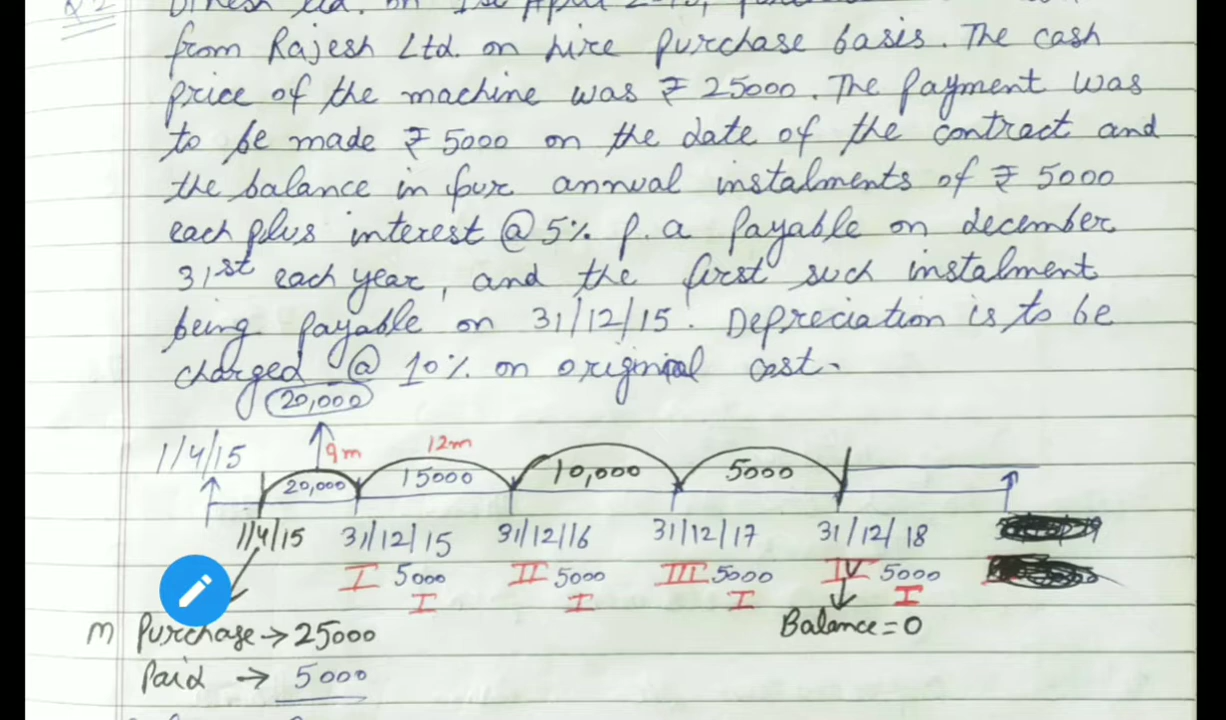 Ltd. on 1st April
from Rajesh Ltd. on hire purchase basis. The cash
price of the machine was ₹ 25000. The payment was
to be made ₹ 5000 on the date of the contract and
the balance in four annual instalments of ₹ 5000
each plus interest @ 5% p.a payable on december
31st each year, and the first such instalment
being payable on 31/12/15. Depreciation is to be
charged @ 10% on original cost.
20,000
1/4/15 9m 12m
20,000 15000 10,000 5000
1/4/15 31/12/15 31/12/16 31/12/17 31/12/18
I 5000 II 5000 III 5000 IV 5000
I I I I
m Purchase → 25000 Balance = 0
Paid → 5000